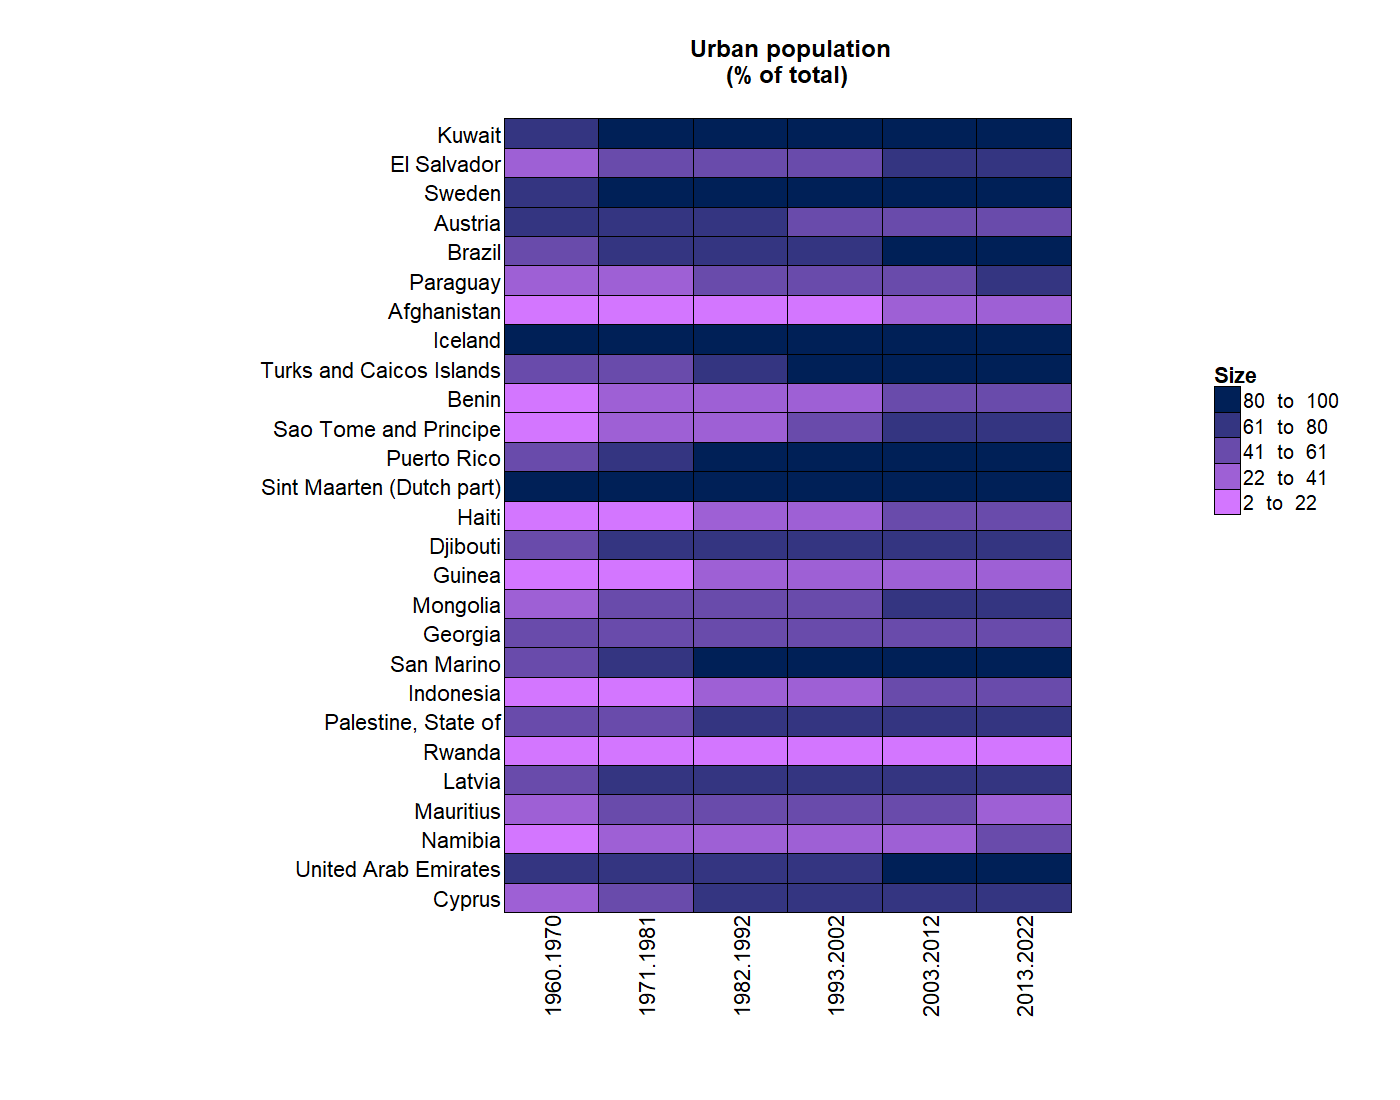 Urban population
(% of total)
Kuwait
El Salvador
Sweden
Austria
Brazil
Paraguay
Afghanistan
Iceland
Turks and Caicos Islands
Benin
Sao Tome and Principe
Puerto Rico
Sint Maarten (Dutch part)
Haiti
Djibouti
Guinea
Mongolia
Georgia
San Marino
Indonesia
Palestine, State of
Rwanda
Latvia
Mauritius
Namibia
United Arab Emirates
Cyprus
1960.1970
1971.1981
1982.1992
1993.2002
2003.2012
2013.2022
Size
80 to 100
61 to 80
41 to 61
22 to 41
2 to 22